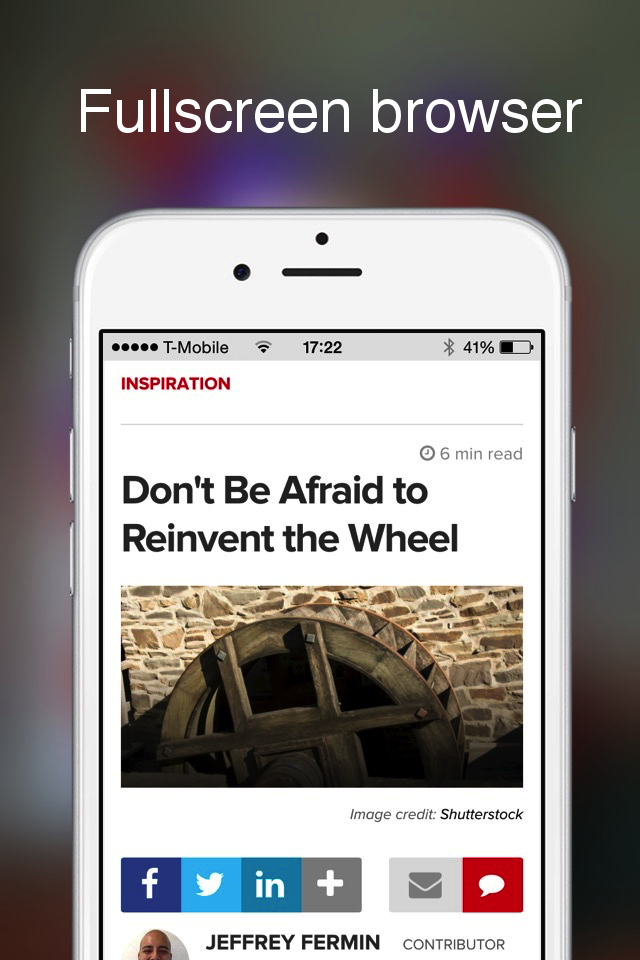 Fullscreen browser
T-Mobile 17:22 41%
INSPIRATION
6 min read
Don't Be Afraid to
Reinvent the Wheel
Image credit: Shutterstock
f in +
JEFFREY FERMIN CONTRIBUTOR